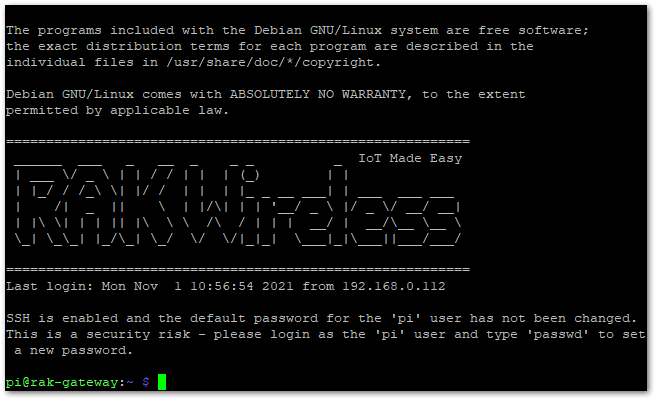 The programs included with the Debian GNU/Linux system are free software;
the exact distribution terms for each program are described in the
individual files in /usr/share/doc/*/copyright.
Debian GNU/Linux comes with ABSOLUTELY NO WARRANTY, to the extent
permitted by applicable law.
IoT Made Easy
RAKWireless
Last login: Mon Nov  1 10:56:54 2021 from 192.168.0.112
SSH is enabled and the default password for the 'pi' user has not been changed.
This is a security risk - please login as the 'pi' user and type 'passwd' to set
 a new password.
pi@rak-gateway:~ $